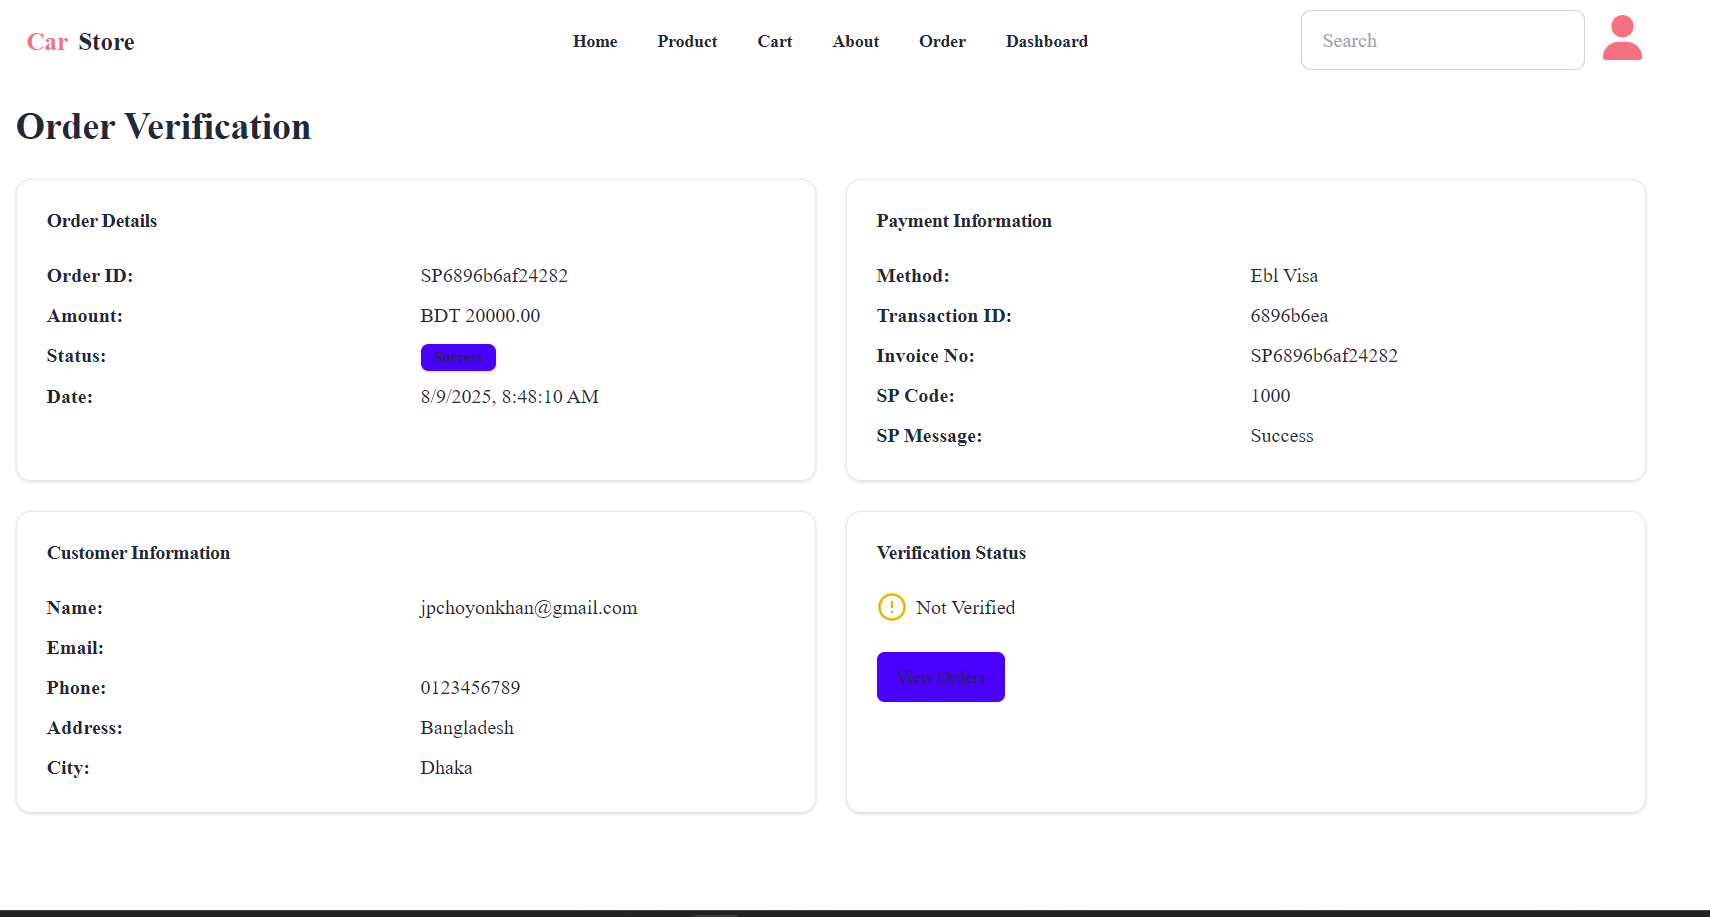 Car Store
Home Product Cart About Order Dashboard
Search
Order Verification
Order Details
Order ID: SP6896b6af24282
Amount: BDT 20000.00
Status: Success
Date: 8/9/2025, 8:48:10 AM
Payment Information
Method: Ebl Visa
Transaction ID: 6896b6ea
Invoice No: SP6896b6af24282
SP Code: 1000
SP Message: Success
Customer Information
Name: jpchoyonkhan@gmail.com
Email:
Phone: 0123456789
Address: Bangladesh
City: Dhaka
Verification Status
Not Verified
View Orders